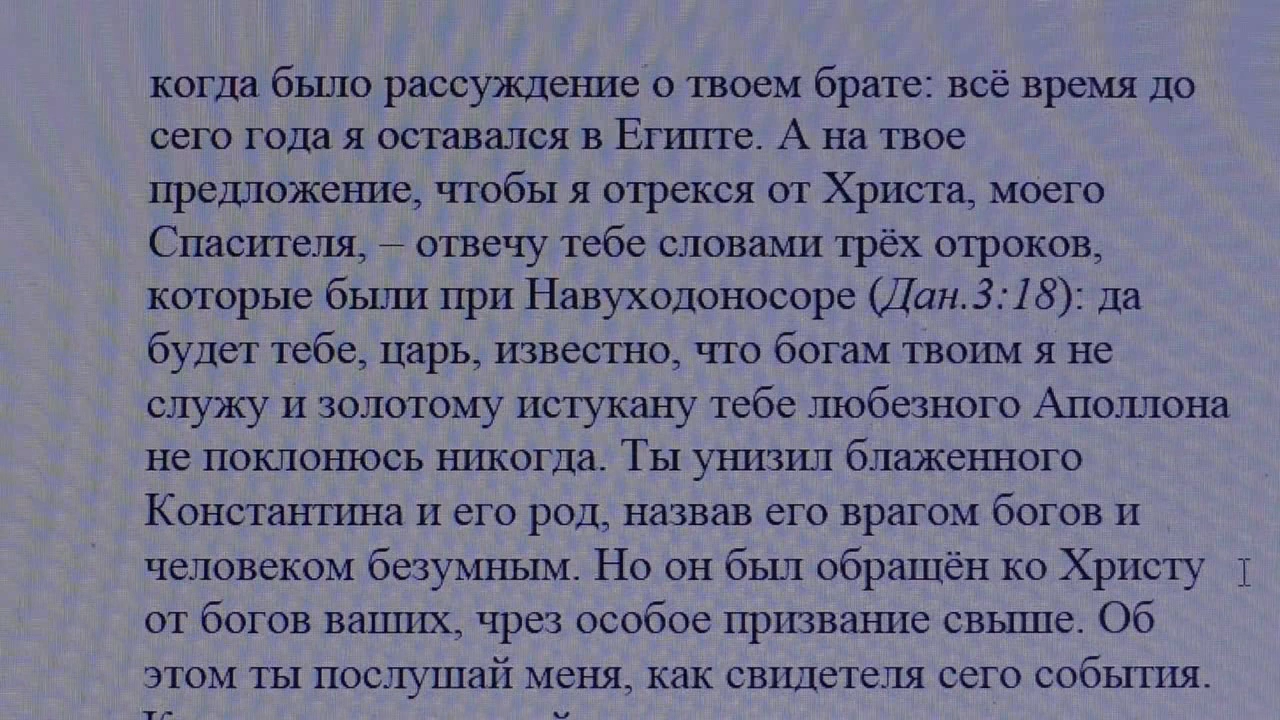 когда было рассуждение о твоем брате: всё время до
сего года я оставался в Египте. А на твое
предложение, чтобы я отрекся от Христа, моего
Спасителя, – отвечу тебе словами трёх отроков,
которые были при Навуходоносоре (Дан.3:18): да
будет тебе, царь, известно, что богам твоим я не
служу и золотому истукану тебе любезного Аполлона
не поклонюсь никогда. Ты унизил блаженного
Константина и его род, назвав его врагом богов и
человеком безумным. Но он был обращён ко Христу
от богов ваших, чрез особое призвание свыше. Об
этом ты послушай меня, как свидетеля сего события.